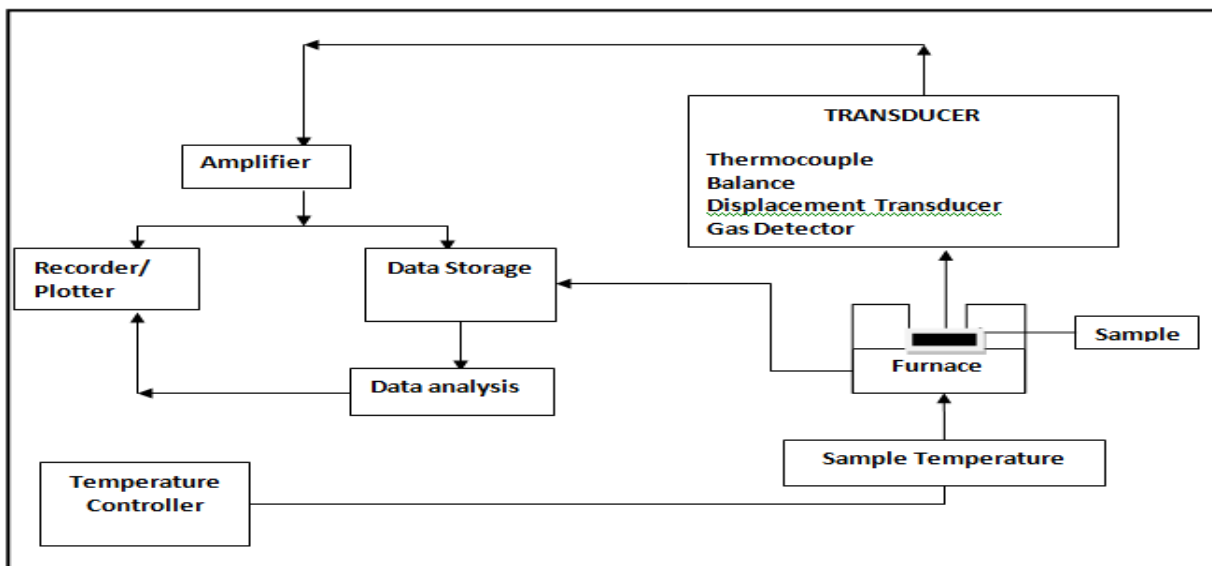 TRANSDUCER
Thermocouple
Balance
Displacement Transducer
Gas Detector
Amplifier
Recorder/
Plotter
Data Storage
Sample
Furnace
Data analysis
Sample Temperature
Temperature
Controller